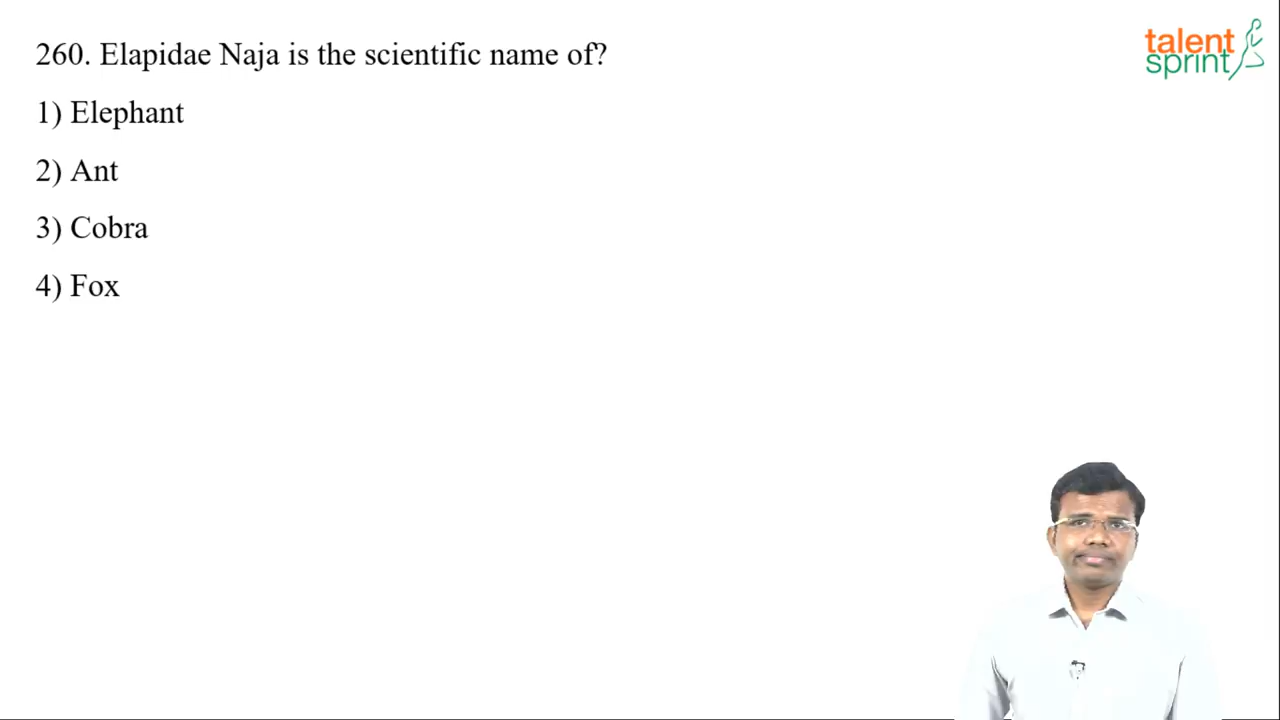 260. Elapidae Naja is the scientific name of?
1) Elephant
2) Ant
3) Cobra
4) Fox
talent
sprint